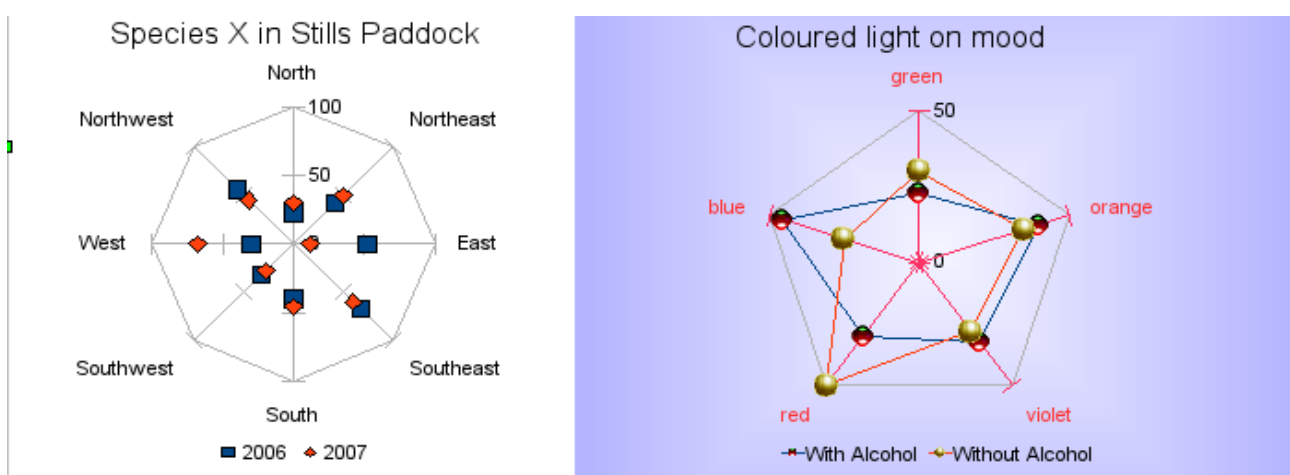 Species X in Stills Paddock
North
100
Northwest
Northeast
50
West
0
East
Southwest
Southeast
South
2006 2007
Coloured light on mood
green
50
blue
orange
0
red
violet
With Alcohol Without Alcohol